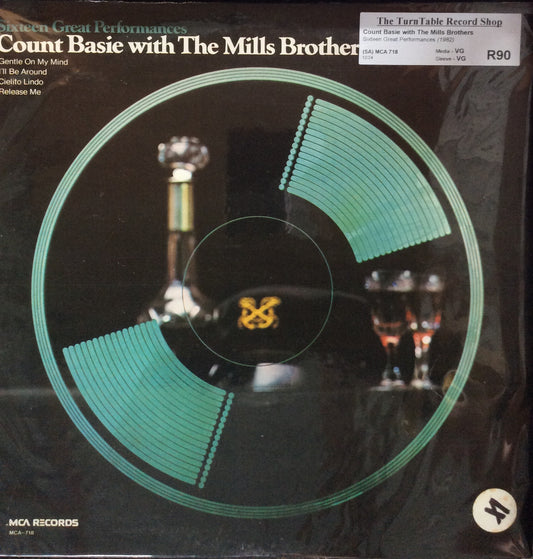 Sixteen Great Performances
Count Basie with The Mills Brothers
Gentle On My Mind
I'll Be Around
Cielito Lindo
Release Me
The TurnTable Record Shop
Count Basie with The Mills Brothers
Sixteen Great Performances (1982)
(SA) MCA 718
Media - VG
12/24
Sleeve - VG
R90
MCA RECORDS
MCA-718